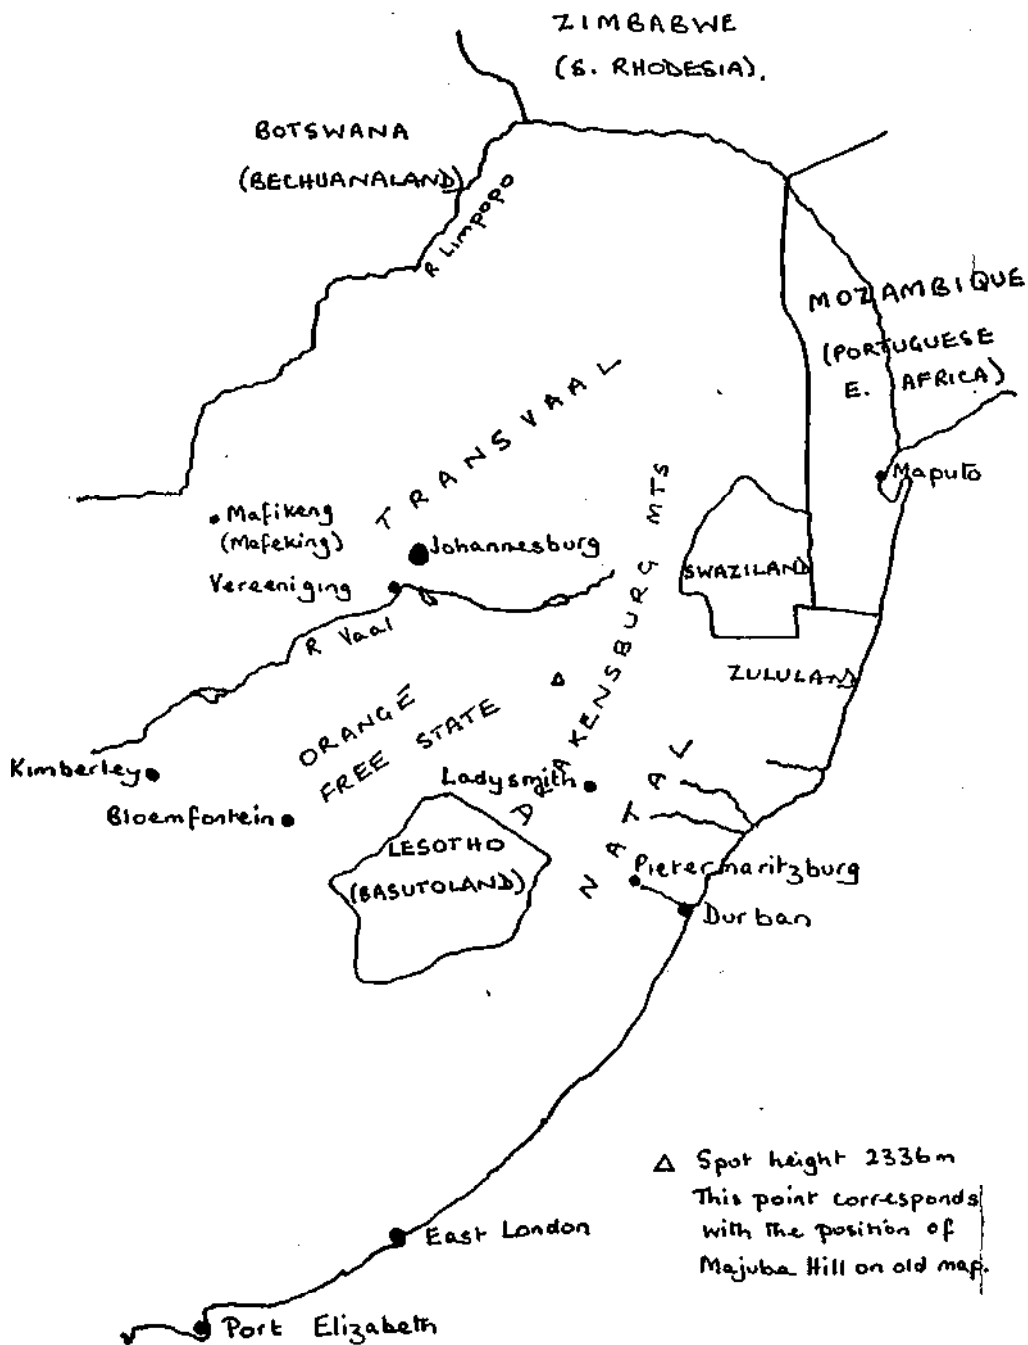 ZIMBABWE
(S. RHODESIA).
BOTSWANA
(BECHUANALAND)
R Limpopo
MOZAMBIQUE
(PORTUGUESE
E. AFRICA)
TRANSVAAL
Maputo
Mafikeng
(Mafeking)
Johannesburg
DRAKENSBURG MTS
SWAZILAND
Vereeniging
R Vaal
ZULULAND
ORANGE
FREE STATE
Kimberley
Ladysmith
NATAL
Bloemfontein
LESOTHO
(BASUTOLAND)
Pietermaritzburg
Durban
Δ Spot height 2336m
This point corresponds
with the position of
Majuba Hill on old map.
East London
Port Elizabeth